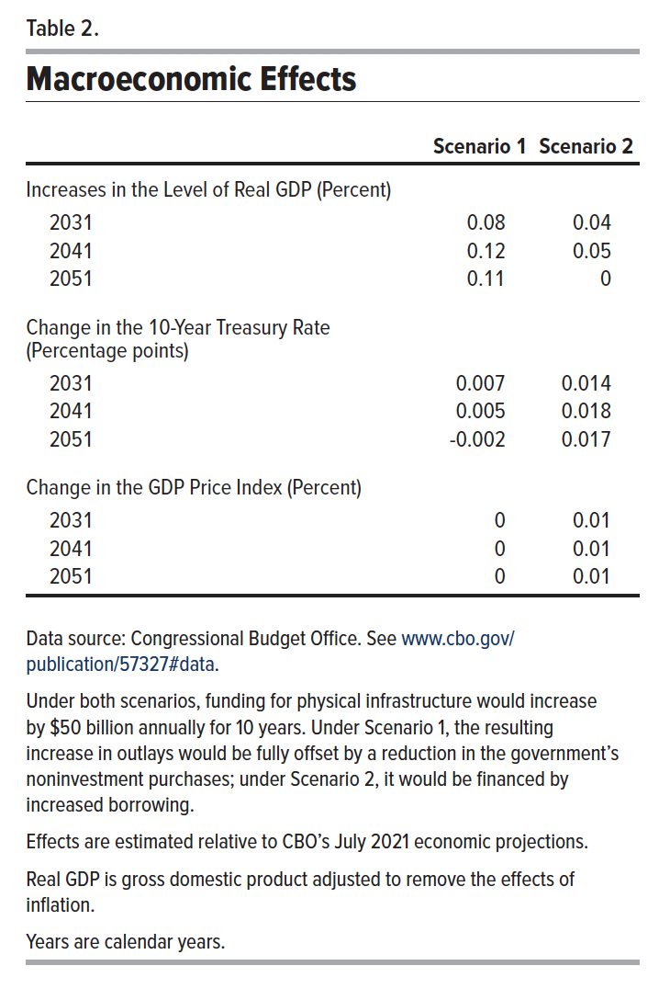 Table 2.
Macroeconomic Effects
Scenario 1 Scenario 2
Increases in the Level of Real GDP (Percent)
2031 0.08 0.04
2041 0.12 0.05
2051 0.11 0
Change in the 10-Year Treasury Rate
(Percentage points)
2031 0.007 0.014
2041 0.005 0.018
2051 -0.002 0.017
Change in the GDP Price Index (Percent)
2031 0 0.01
2041 0 0.01
2051 0 0.01
Data source: Congressional Budget Office. See www.cbo.gov/
publication/57327#data.
Under both scenarios, funding for physical infrastructure would increase
by $50 billion annually for 10 years. Under Scenario 1, the resulting
increase in outlays would be fully offset by a reduction in the government's
noninvestment purchases; under Scenario 2, it would be financed by
increased borrowing.
Effects are estimated relative to CBO's July 2021 economic projections.
Real GDP is gross domestic product adjusted to remove the effects of
inflation.
Years are calendar years.